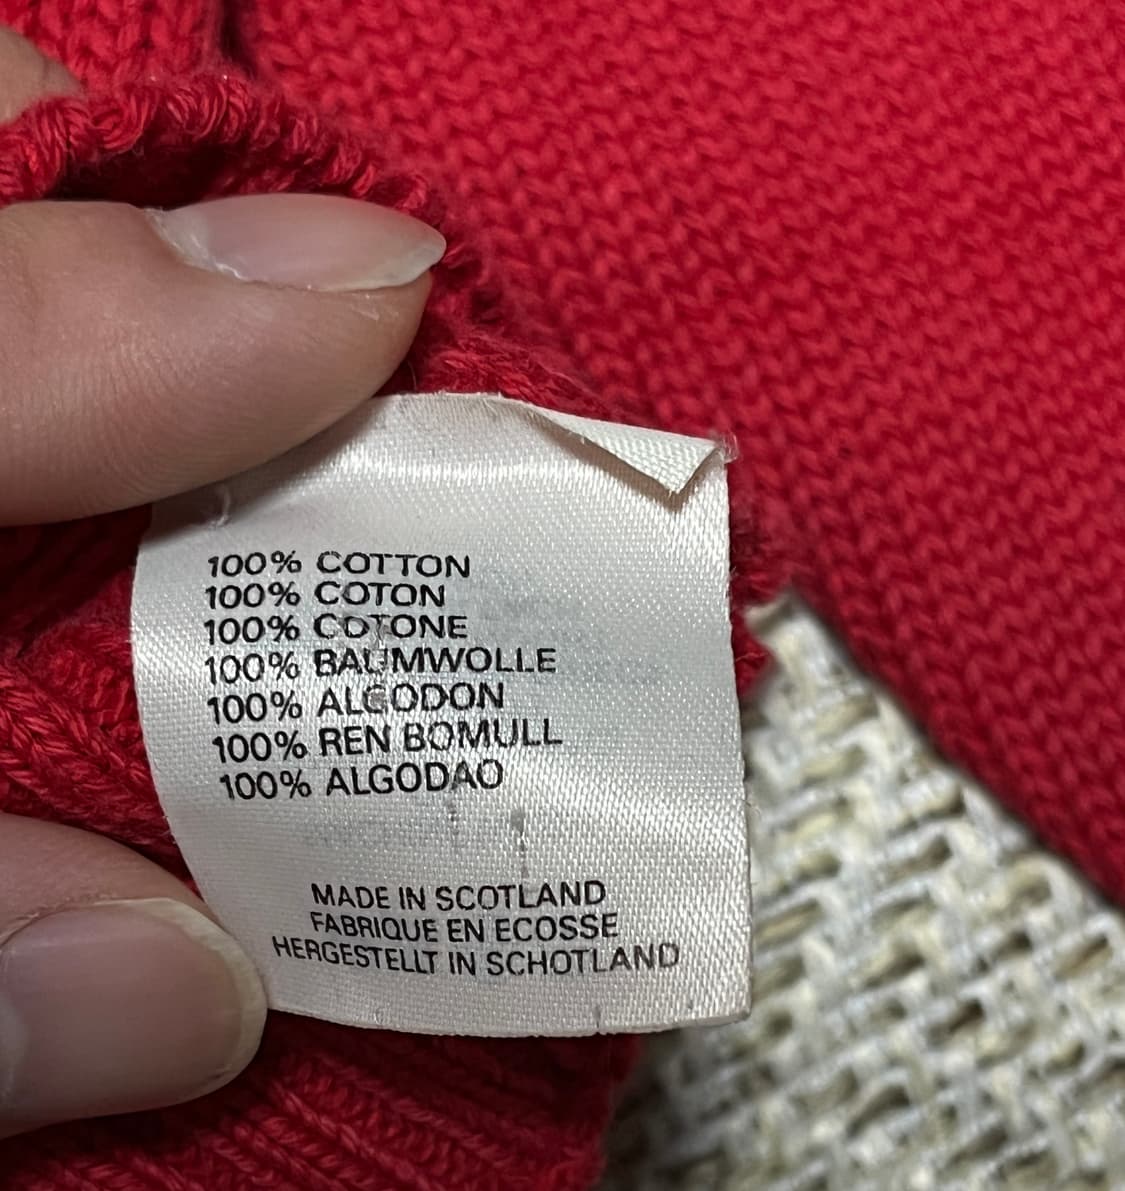 100% COTTON
100% COTON
100% COTONE
100% BAUMWOLLE
100% ALGODON
100% REN BOMULL
100% ALGODAO
MADE IN SCOTLAND
FABRIQUE EN ECOSSE
HERGESTELLT IN SCHOTLAND